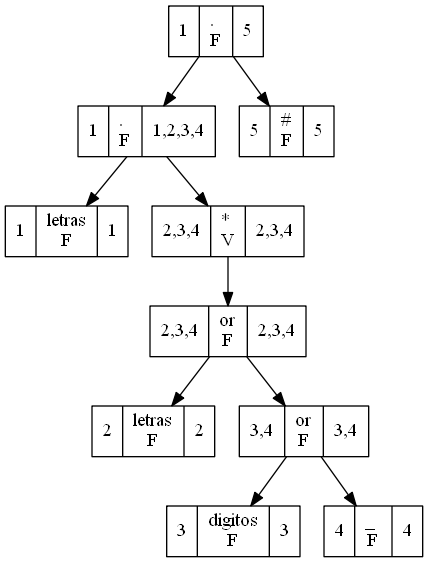 1 . F 5
1 . F 1,2,3,4
5 # F 5
1 letras F 1
2,3,4 * V 2,3,4
2,3,4 or F 2,3,4
2 letras F 2
3,4 or F 3,4
3 digitos F 3
4 _ F 4